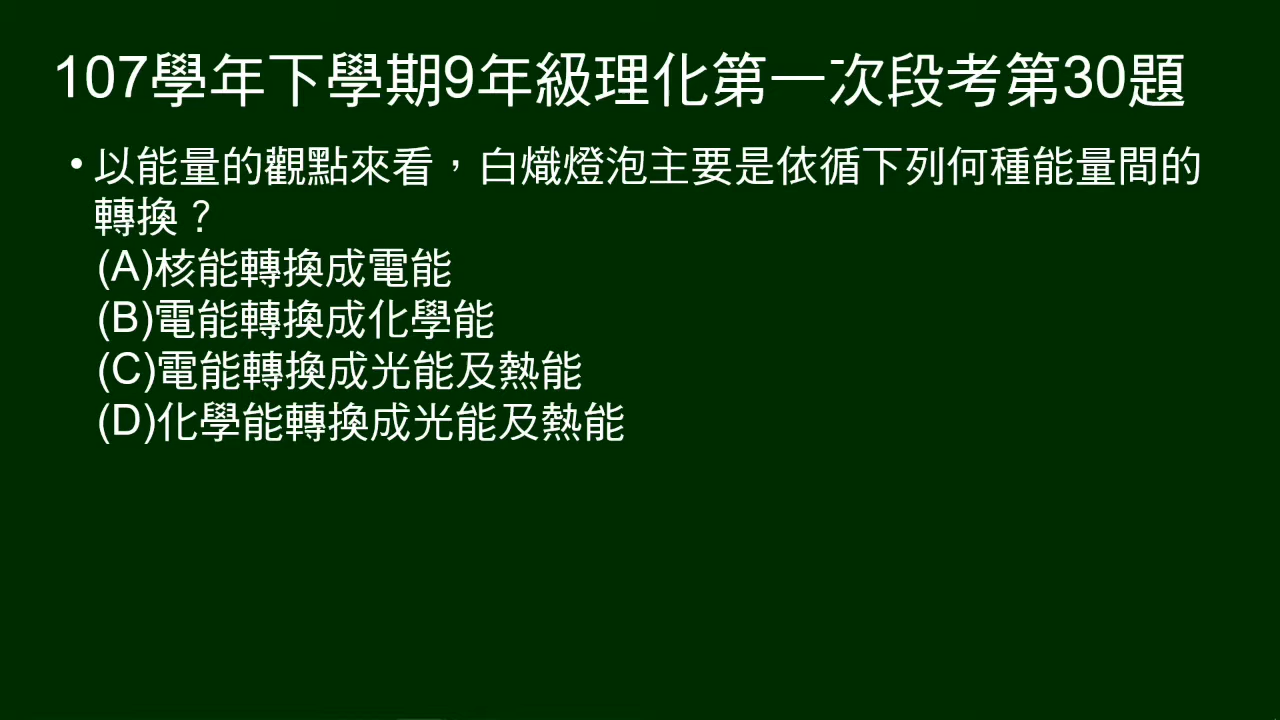 107學年下學期9年級理化第一次段考第30題
• 以能量的觀點來看，白熾燈泡主要是依循下列何種能量間的
轉換？
(A)核能轉換成電能
(B)電能轉換成化學能
(C)電能轉換成光能及熱能
(D)化學能轉換成光能及熱能